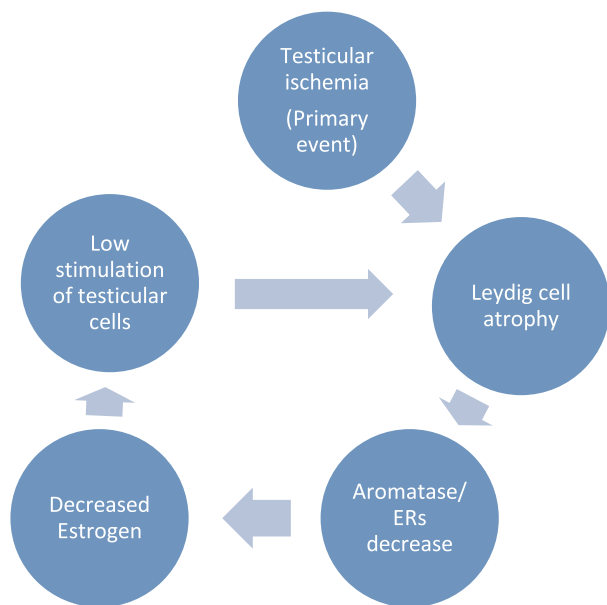 Testicular
ischemia
(Primary
event)
Low
stimulation
of testicular
cells
Leydig cell
atrophy
Decreased
Estrogen
Aromatase/
ERs
decrease